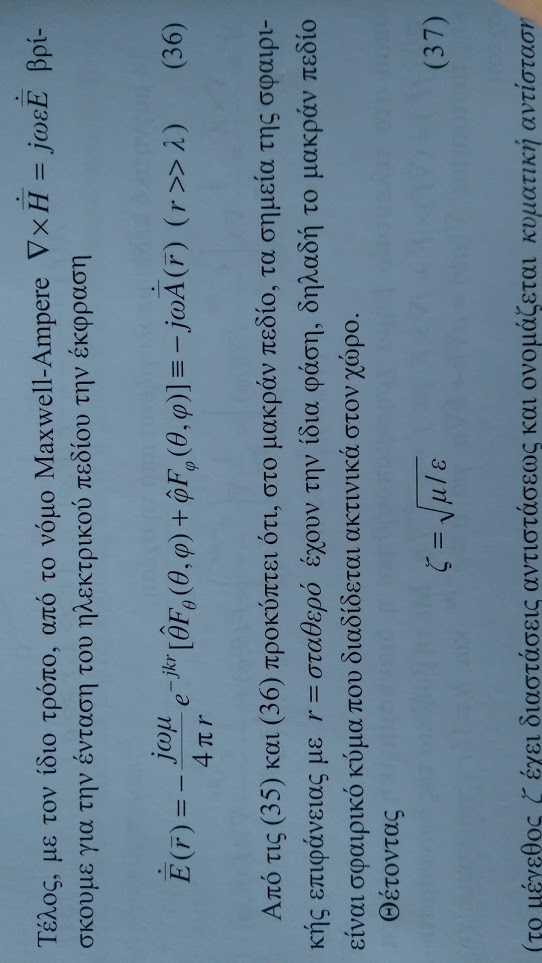 Τέλος, με τον ίδιο τρόπο, από το νόμο Maxwell-Ampere ∇×H̄̇ = jωεĒ̇ βρί-
σκουμε για την ένταση του ηλεκτρικού πεδίου την έκφραση
Ē̇(r̄) = − jωμ / 4πr e^{−jkr} [θ̂F_θ(θ,φ) + φ̂F_φ(θ,φ)] ≡ − jωĀ̇(r̄) (r >> λ) (36)
Από τις (35) και (36) προκύπτει ότι, στο μακράν πεδίο, τα σημεία της σφαιρι-
κής επιφάνειας με r = σταθερό έχουν την ίδια φάση, δηλαδή το μακράν πεδίο
είναι σφαιρικό κύμα που διαδίδεται ακτινικά στον χώρο.
Θέτοντας
ζ = √μ/ε (37)
(το μέγεθος ζ έχει διαστάσεις αντιστάσεως και ονομάζεται κυματική αντίσταση